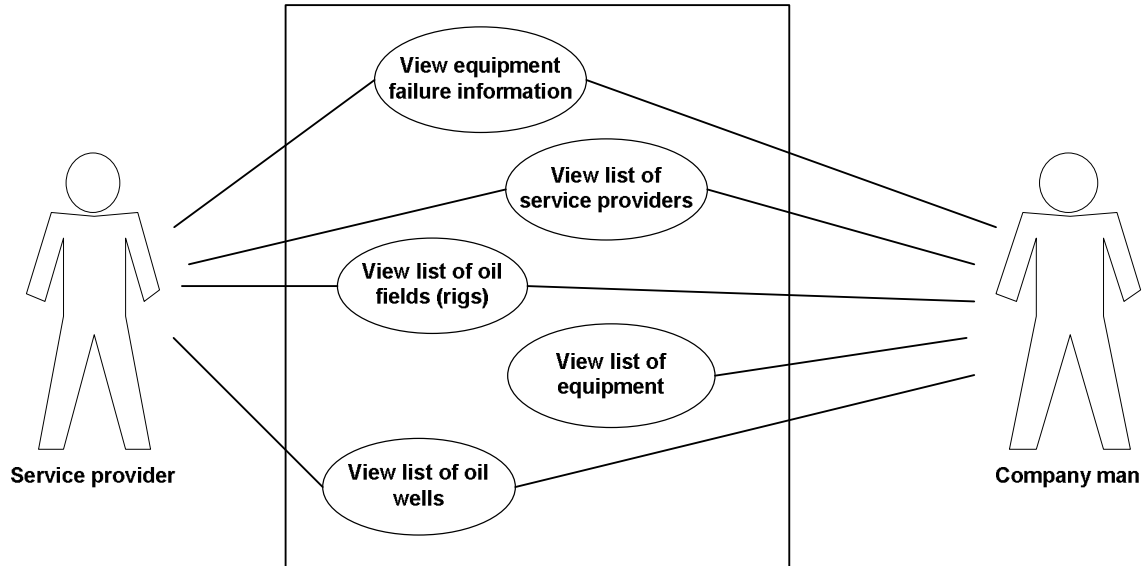 View equipment
failure information
View list of
service providers
View list of oil
fields (rigs)
View list of
equipment
View list of oil
wells
Service provider
Company man